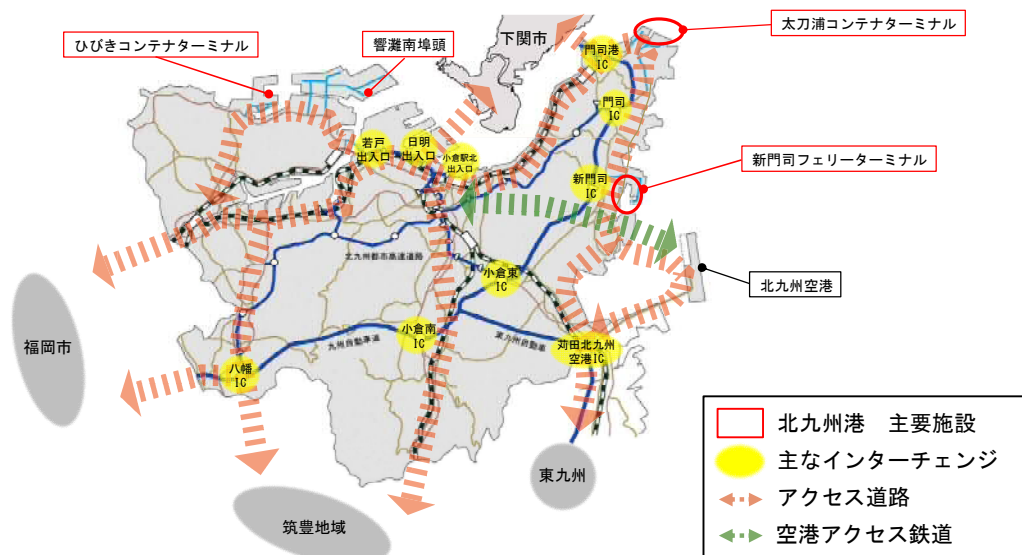 太刀浦コンテナターミナル
ひびきコンテナターミナル
響灘南埠頭
下関市
門司港
IC
門司
IC
若戸
出入口
日明
出入口
小倉駅北
出入口
新門司
IC
新門司フェリーターミナル
北九州都市高速道路
小倉東
IC
北九州空港
福岡市
九州自動車道
小倉南
IC
東九州自動車
苅田北九州
空港IC
八幡
IC
東九州
筑豊地域
北九州港 主要施設
主なインターチェンジ
アクセス道路
空港アクセス鉄道